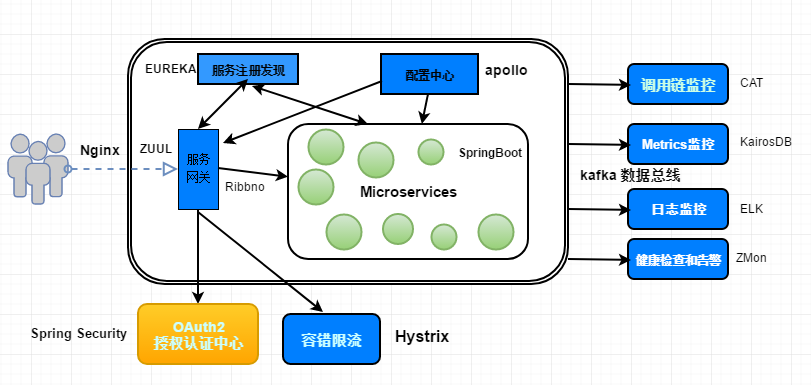 EUREKA
服务注册发现
配置中心
apollo
调用链监控
CAT
Nginx
ZUUL
服务
网关
SpringBoot
Metrics监控
KairosDB
kafka 数据总线
Ribbno
Microservices
日志监控
ELK
健康检查和告警
ZMon
Spring Security
OAuth2
授权认证中心
容错限流
Hystrix